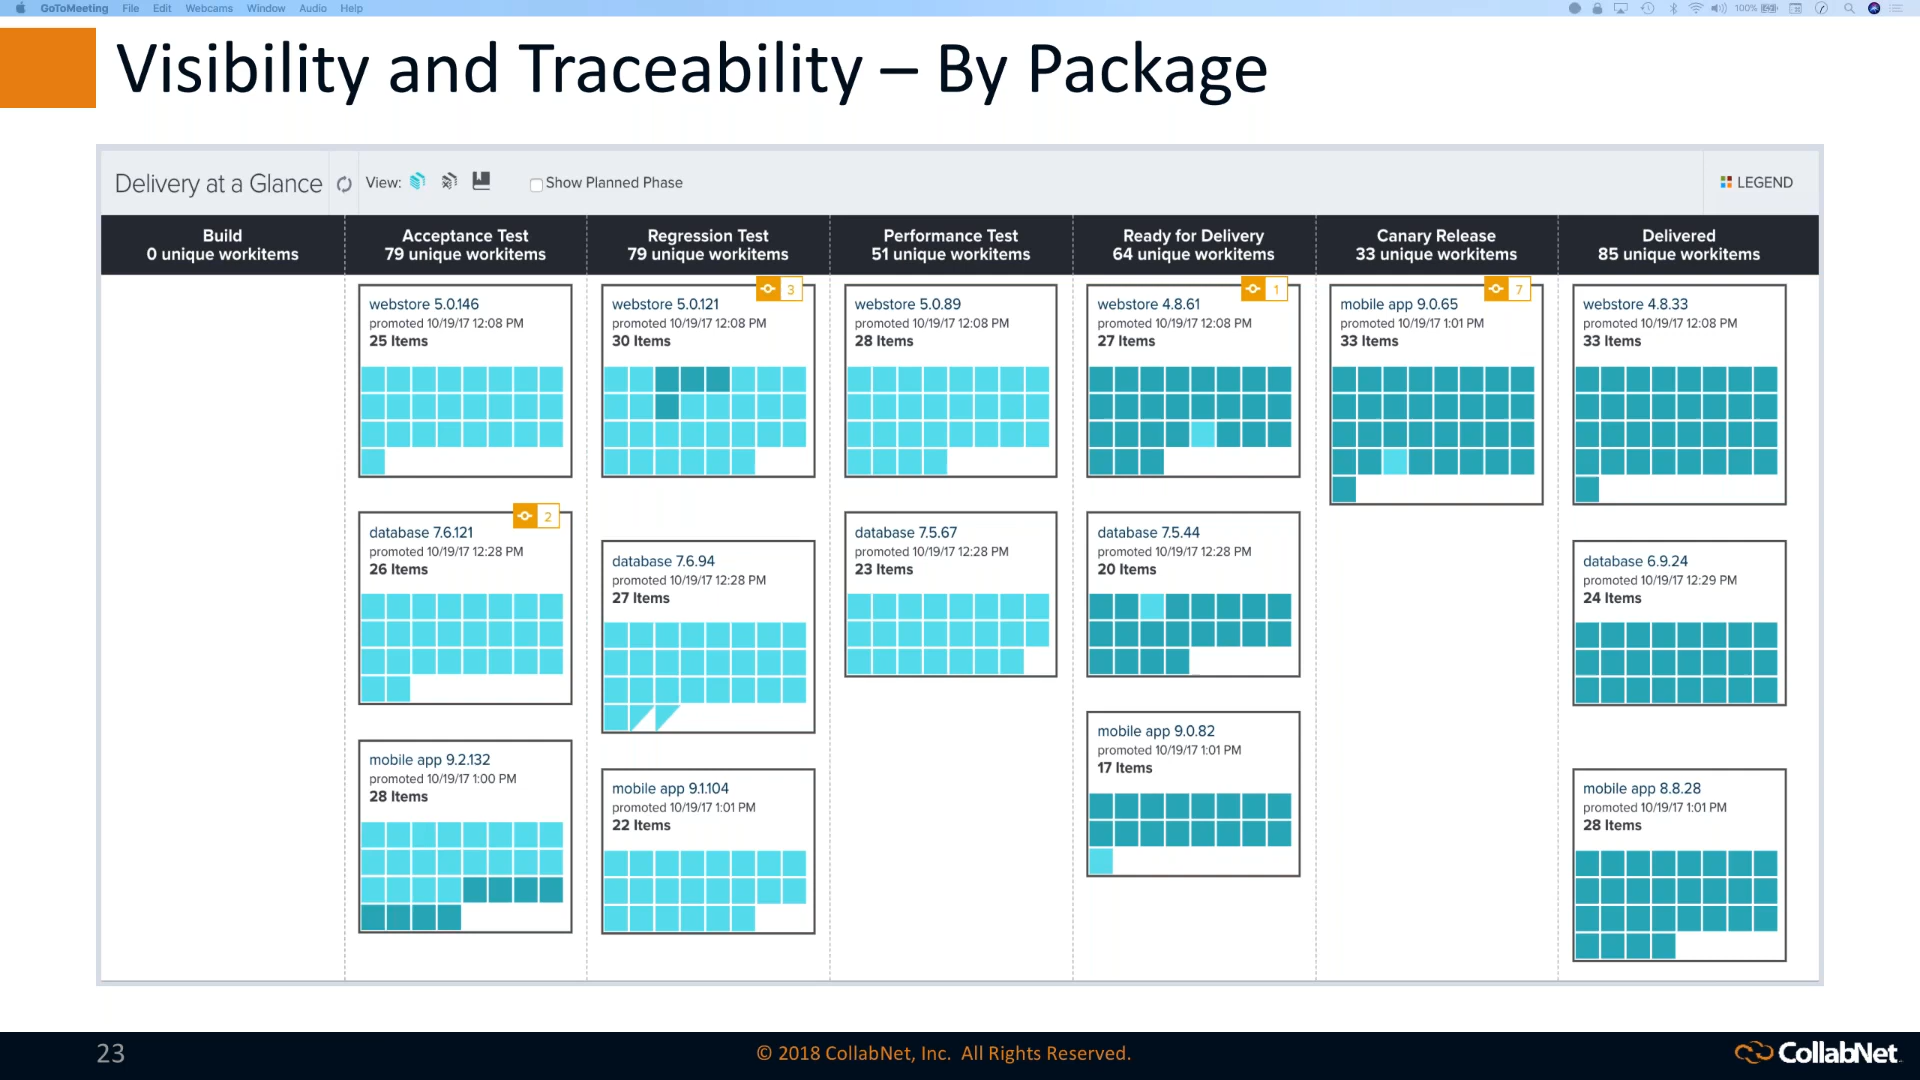 GoToMeeting File Edit Webcams Window Audio Help 100%
Visibility and Traceability – By Package
Delivery at a Glance View: Show Planned Phase LEGEND
Build
0 unique workitems
Acceptance Test
79 unique workitems
Regression Test
79 unique workitems
Performance Test
51 unique workitems
Ready for Delivery
64 unique workitems
Canary Release
33 unique workitems
Delivered
85 unique workitems
webstore 5.0.146
promoted 10/19/17 12:08 PM
25 Items
2
database 7.6.121
promoted 10/19/17 12:28 PM
26 Items
mobile app 9.2.132
promoted 10/19/17 1:00 PM
28 Items
3
webstore 5.0.121
promoted 10/19/17 12:08 PM
30 Items
database 7.6.94
promoted 10/19/17 12:28 PM
27 Items
mobile app 9.1.104
promoted 10/19/17 1:01 PM
22 Items
webstore 5.0.89
promoted 10/19/17 12:08 PM
28 Items
database 7.5.67
promoted 10/19/17 12:28 PM
23 Items
1
webstore 4.8.61
promoted 10/19/17 12:08 PM
27 Items
database 7.5.44
promoted 10/19/17 12:28 PM
20 Items
mobile app 9.0.82
promoted 10/19/17 1:01 PM
17 Items
7
mobile app 9.0.65
promoted 10/19/17 1:01 PM
33 Items
webstore 4.8.33
promoted 10/19/17 12:08 PM
33 Items
database 6.9.24
promoted 10/19/17 12:29 PM
24 Items
mobile app 8.8.28
promoted 10/19/17 1:01 PM
28 Items
23
© 2018 CollabNet, Inc. All Rights Reserved.
CollabNet